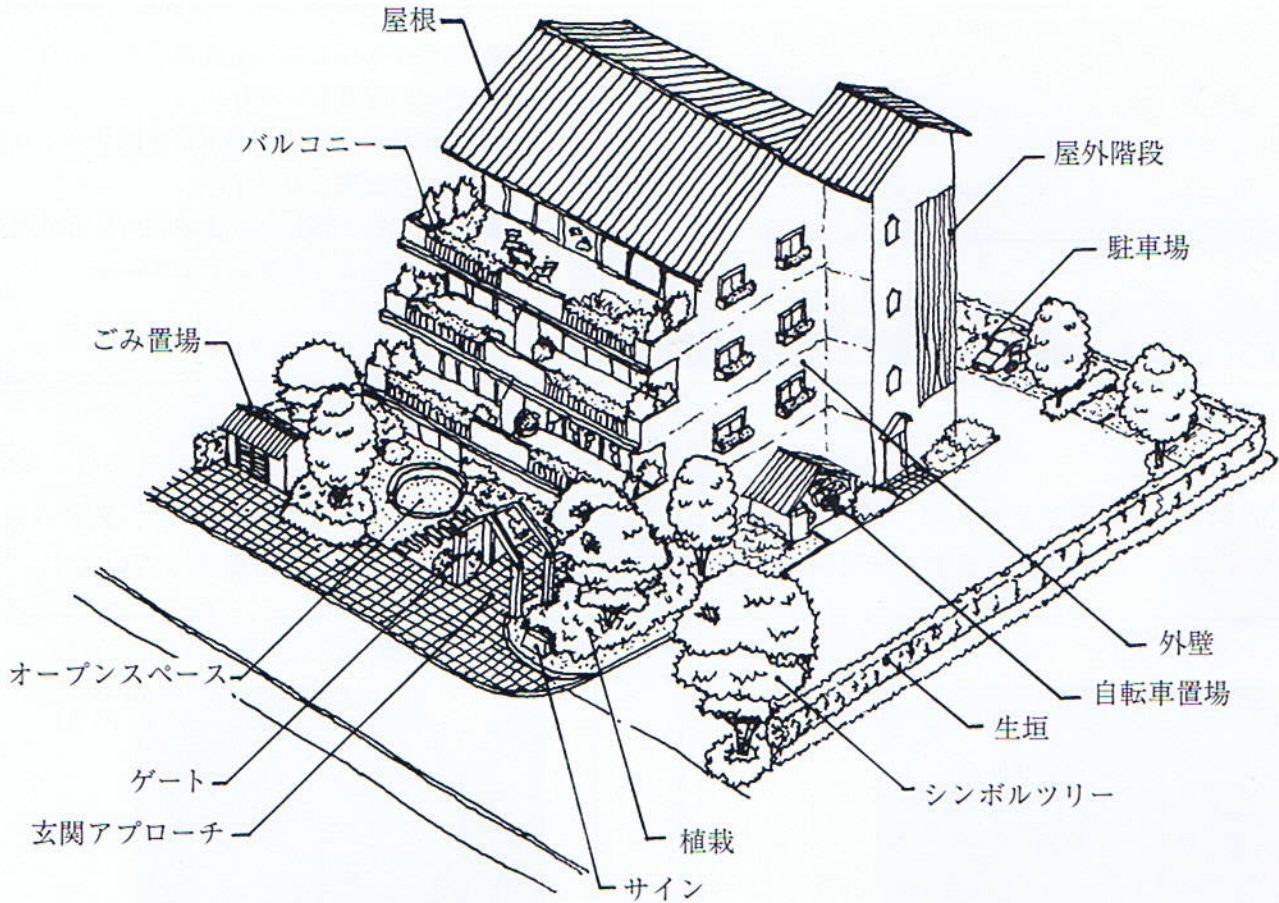 屋根
バルコニー
屋外階段
駐車場
ごみ置場
外壁
オープンスペース
自転車置場
生垣
ゲート
シンボルツリー
玄関アプローチ
植栽
サイン